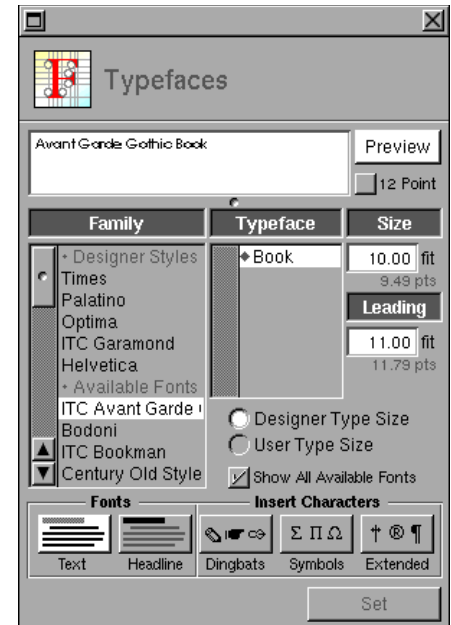 Typefaces
Avant Garde Gothic Book
Preview
12 Point
Family
Typeface
Size
• Designer Styles
Times
Palatino
Optima
ITC Garamond
Helvetica
• Available Fonts
ITC Avant Garde
Bodoni
ITC Bookman
Century Old Style
Book
10.00 fit
9.49 pts
Leading
11.00 fit
11.79 pts
Designer Type Size
User Type Size
Show All Available Fonts
Fonts
Insert Characters
Σ Π Ω
† ® ¶
Text
Headline
Dingbats
Symbols
Extended
Set